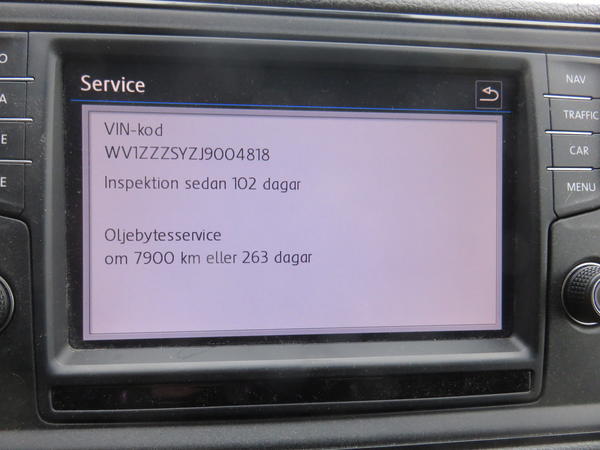 Service
VIN-kod
WV1ZZZSYZJ9004818
Inspektion sedan 102 dagar
Oljebytesservice
om 7900 km eller 263 dagar
NAV
TRAFFIC
CAR
MENU